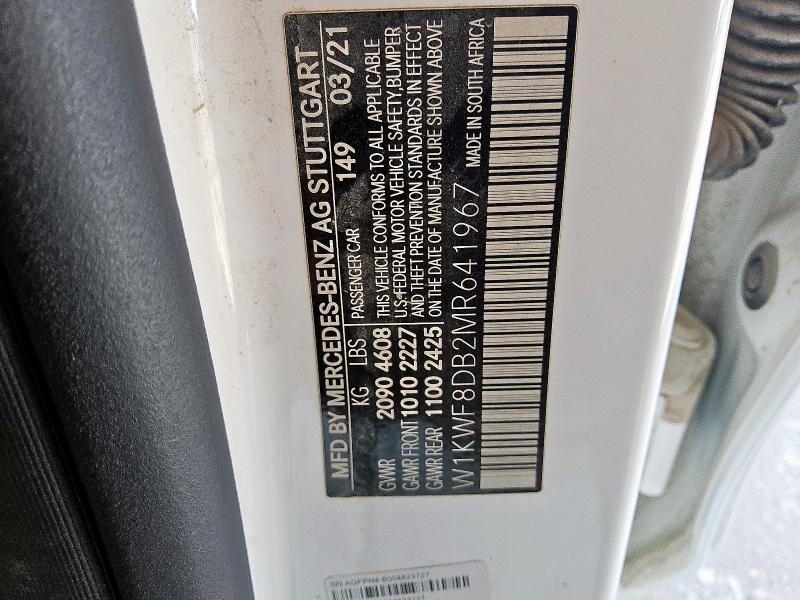 MFD BY MERCEDES-BENZ AG STUTTGART
KG LBS 149 03/21
GVWR 2090 4608 PASSENGER CAR
GAWR FRONT 1010 2227
GAWR REAR 1100 2425
THIS VEHICLE CONFORMS TO ALL APPLICABLE
U.S. FEDERAL MOTOR VEHICLE SAFETY, BUMPER
AND THEFT PREVENTION STANDARDS IN EFFECT
ON THE DATE OF MANUFACTURE SHOWN ABOVE
W1KWF8DB2MR641967 MADE IN SOUTH AFRICA